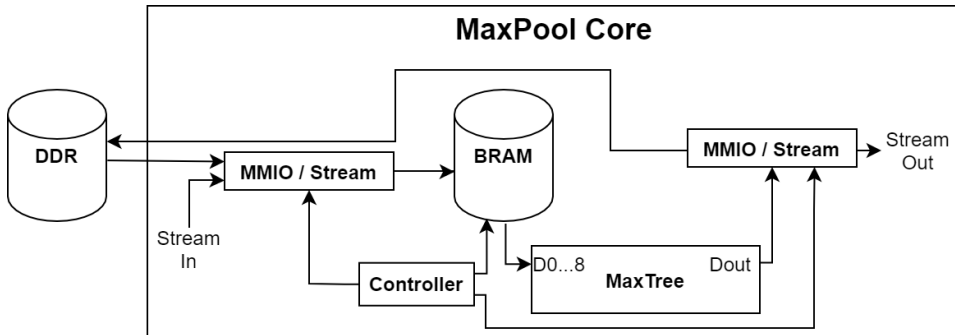 MaxPool Core
DDR
BRAM
MMIO / Stream
Stream
Out
MMIO / Stream
Stream
In
D0...8
Dout
MaxTree
Controller